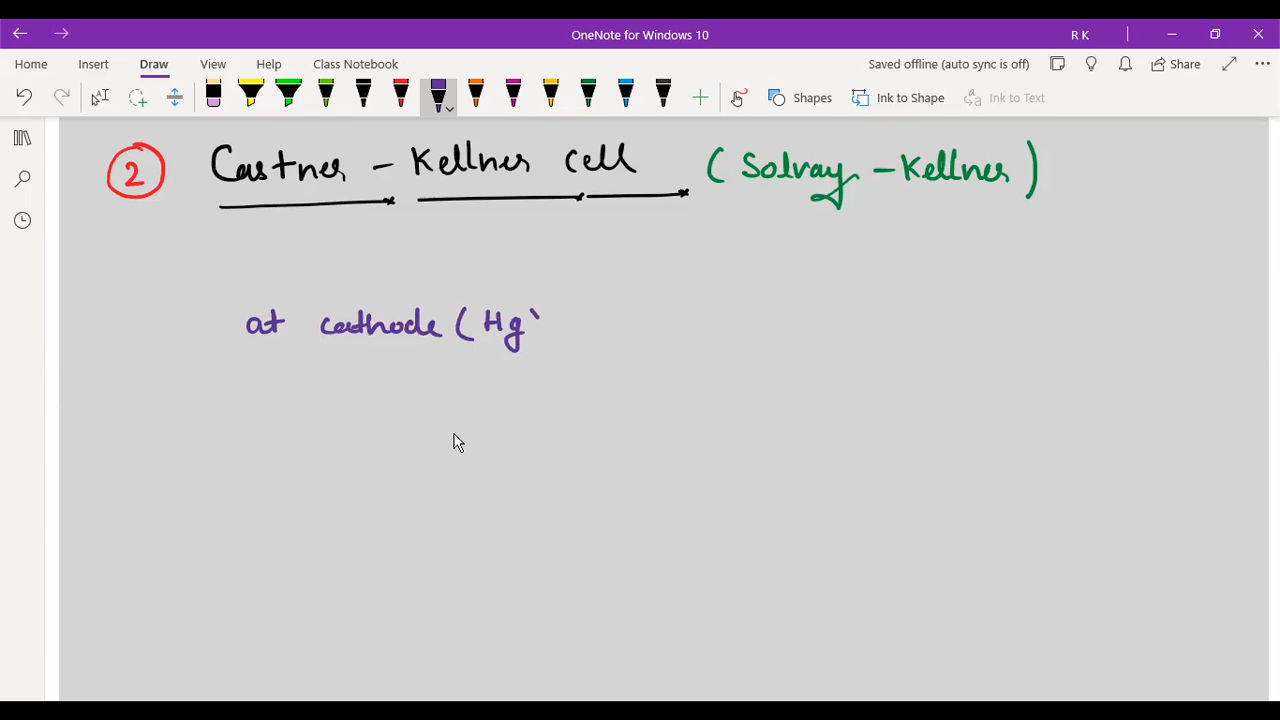 OneNote for Windows 10
R K
Home Insert Draw View Help Class Notebook
Saved offline (auto sync is off) Share
Shapes Ink to Shape Ink to Text
2 Castner - Kellner cell (Solvay - Kellner)
at cathode (Hg